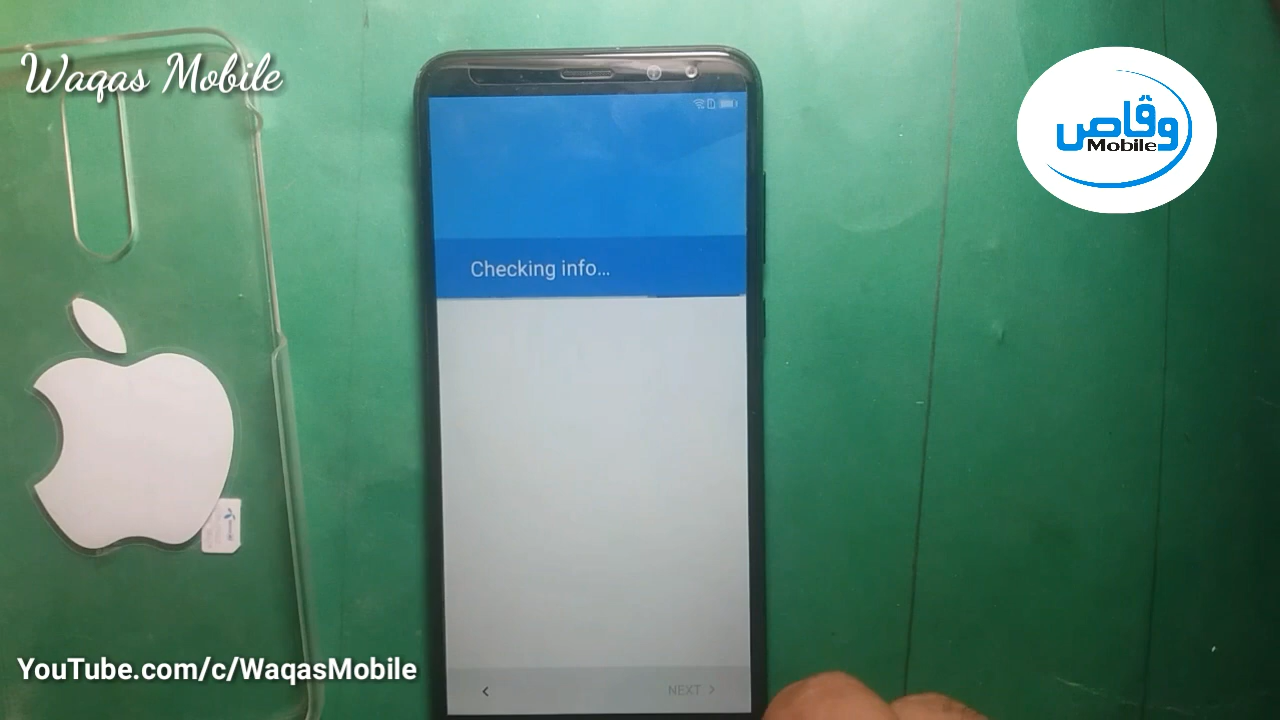 Waqas Mobile
وقاص
Mobile
Checking info...
YouTube.com/c/WaqasMobile
NEXT